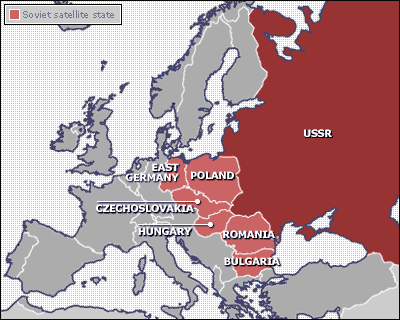 Soviet satellite state
USSR
EAST
GERMANY
POLAND
CZECHOSLOVAKIA
HUNGARY
ROMANIA
BULGARIA